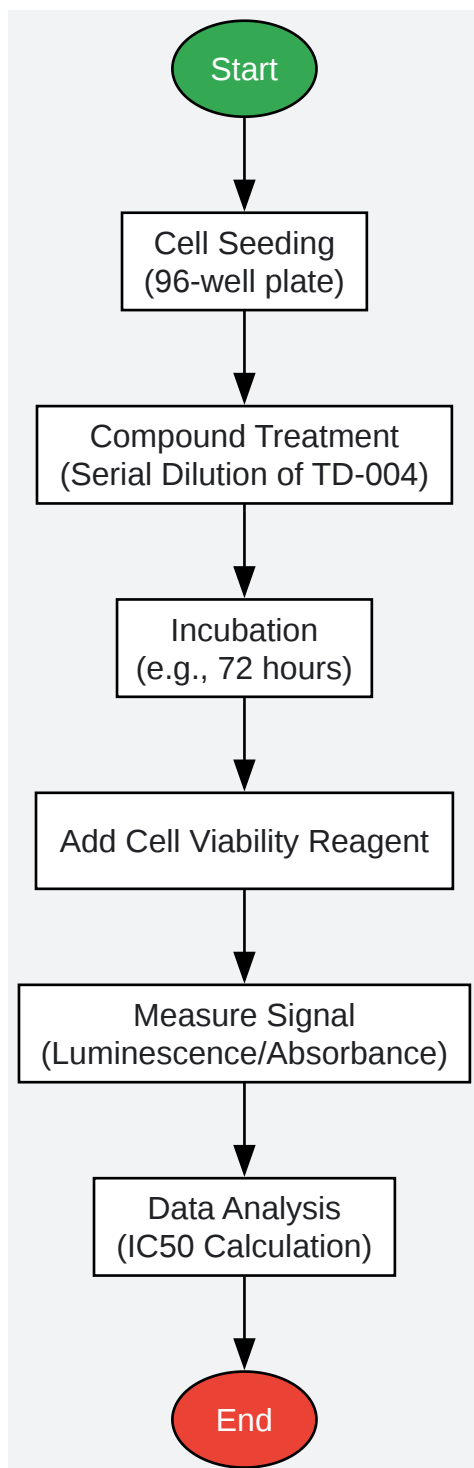 Start
Cell Seeding
(96-well plate)
Compound Treatment
(Serial Dilution of TD-004)
Incubation
(e.g., 72 hours)
Add Cell Viability Reagent
Measure Signal
(Luminescence/Absorbance)
Data Analysis
(IC50 Calculation)
End